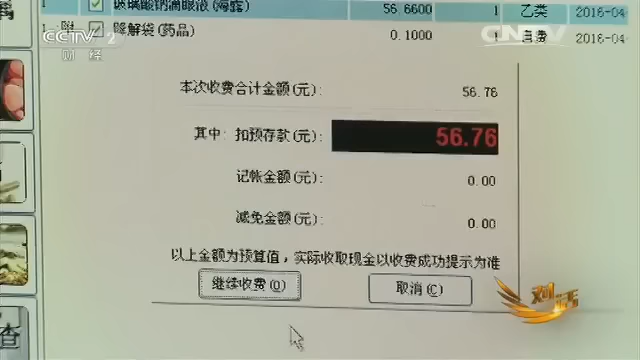 玻璃酸钠滴眼液(海露) 56.6600 1 乙类 2016-04
附 降解袋(药品) 0.1000 1 自费 2016-04
CCTV 2
财经
CNTV
本次收费合计金额(元): 56.76
其中: 扣预存款(元): 56.76
记帐金额(元): 0.00
减免金额(元): 0.00
以上金额为预算值,实际收取现金以收费成功提示为准
继续收费(O) 取消(C)
对话
查